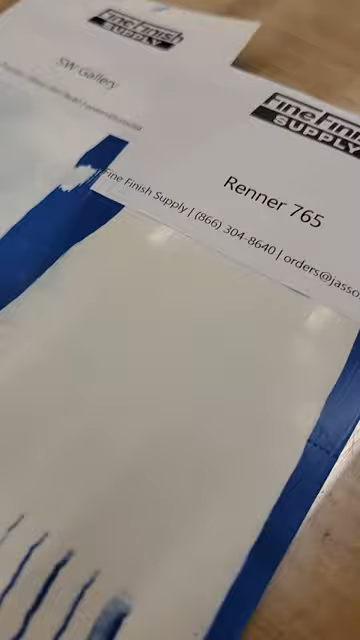 Fine Finish
SUPPLY
SW Gallery
Fine Finish
SUPPLY
Renner 765
Fine Finish Supply | (866) 304-8640 | orders@jasso